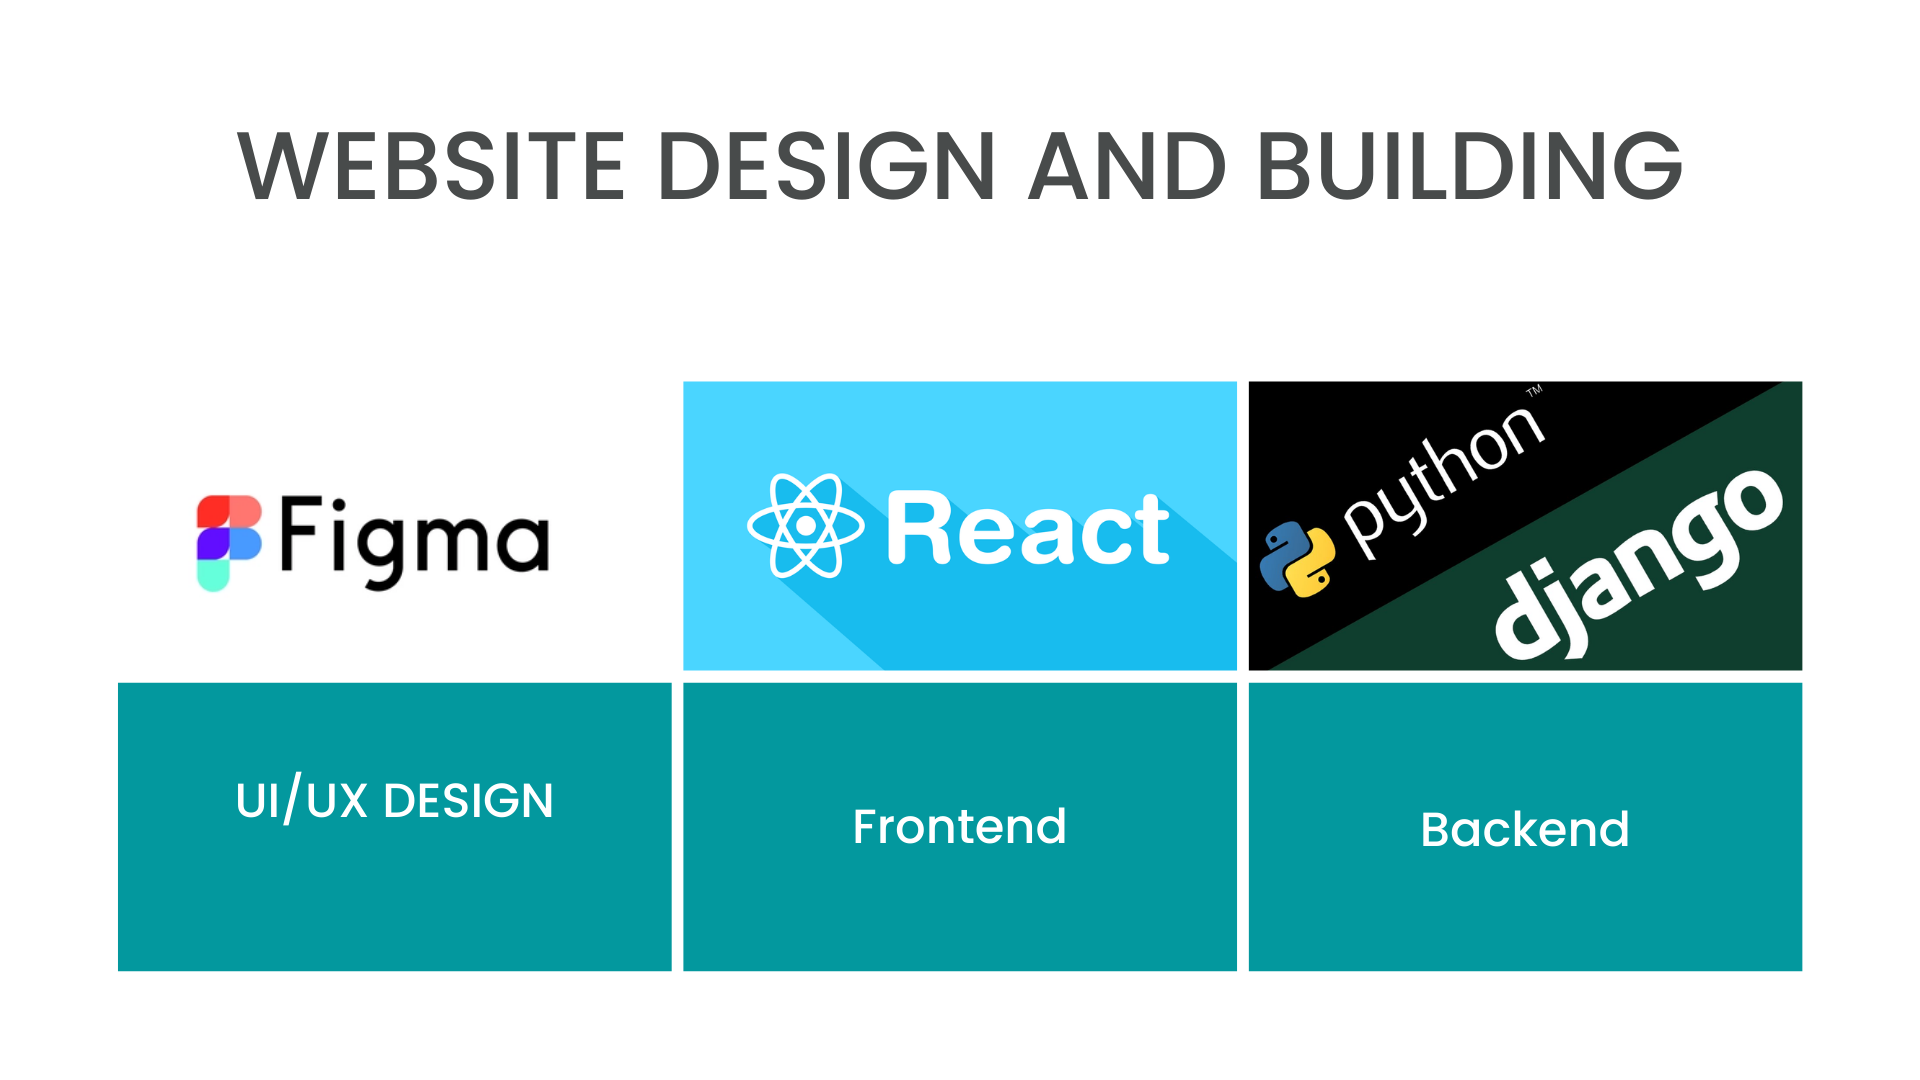 WEBSITE DESIGN AND BUILDING
Figma
React
python™
django
UI/UX DESIGN
Frontend
Backend